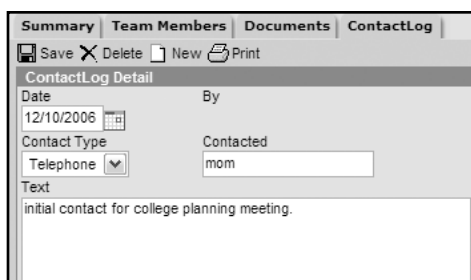 Summary Team Members Documents ContactLog
Save Delete New Print
ContactLog Detail
Date By
12/10/2006
Contact Type Contacted
Telephone mom
Text
initial contact for college planning meeting.